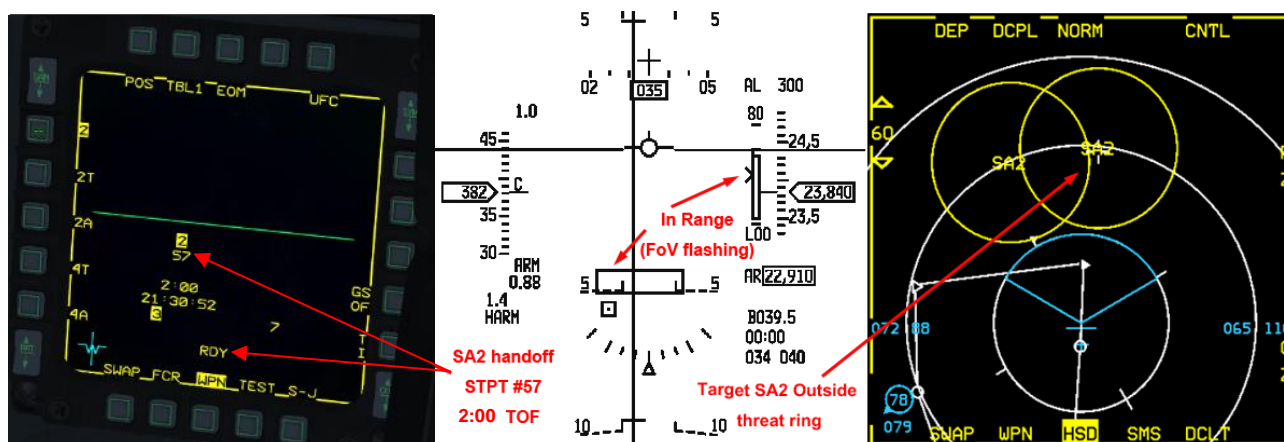 POS TBL1 EOM UFC
2
2T
2A
4T
4A
2
57
2:00
21:30:52
3
7
RDY
GS
OF
T
I
SWAP FCR WPN TEST S-J
SA2 handoff
STPT #57
2:00 TOF
5 5
02 035 05
1.0
45
382
C
35
30
ARM
0.88
1.4
HARM
5 5
10 10
AL 300
80
24,5
23,840
23,5
L00
AR 22,910
B039.5
00:00
034 040
In Range
(FoV flashing)
Target SA2 Outside
threat ring
DEP DCPL NORM CNTL
60
SA2
SA2
072 88
065 110
78
079
SWAP WPN HSD SMS DCLT